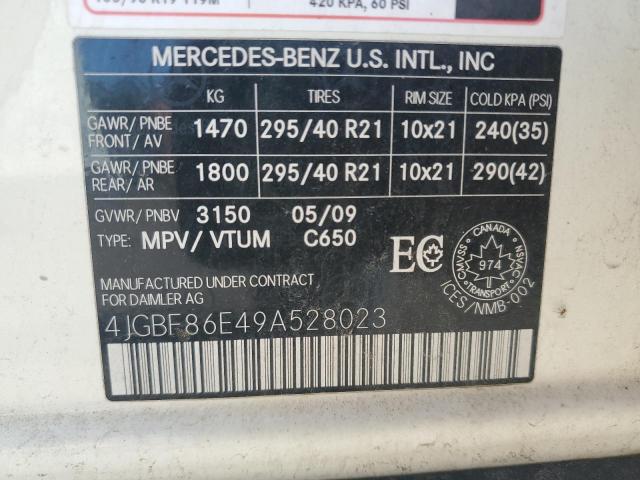 420 KPA, 60 PSI
MERCEDES-BENZ U.S. INTL., INC
KG TIRES RIM SIZE COLD KPA (PSI)
GAWR/PNBE FRONT/AV 1470 295/40 R21 10x21 240(35)
GAWR/PNBE REAR/AR 1800 295/40 R21 10x21 290(42)
GVWR/PNBV 3150 05/09
TYPE: MPV/VTUM C650
EC
CANADA
CMVSS NSVAC
974
ICES/NMB-002
MANUFACTURED UNDER CONTRACT
FOR DAIMLER AG
4JGBF86E49A528023